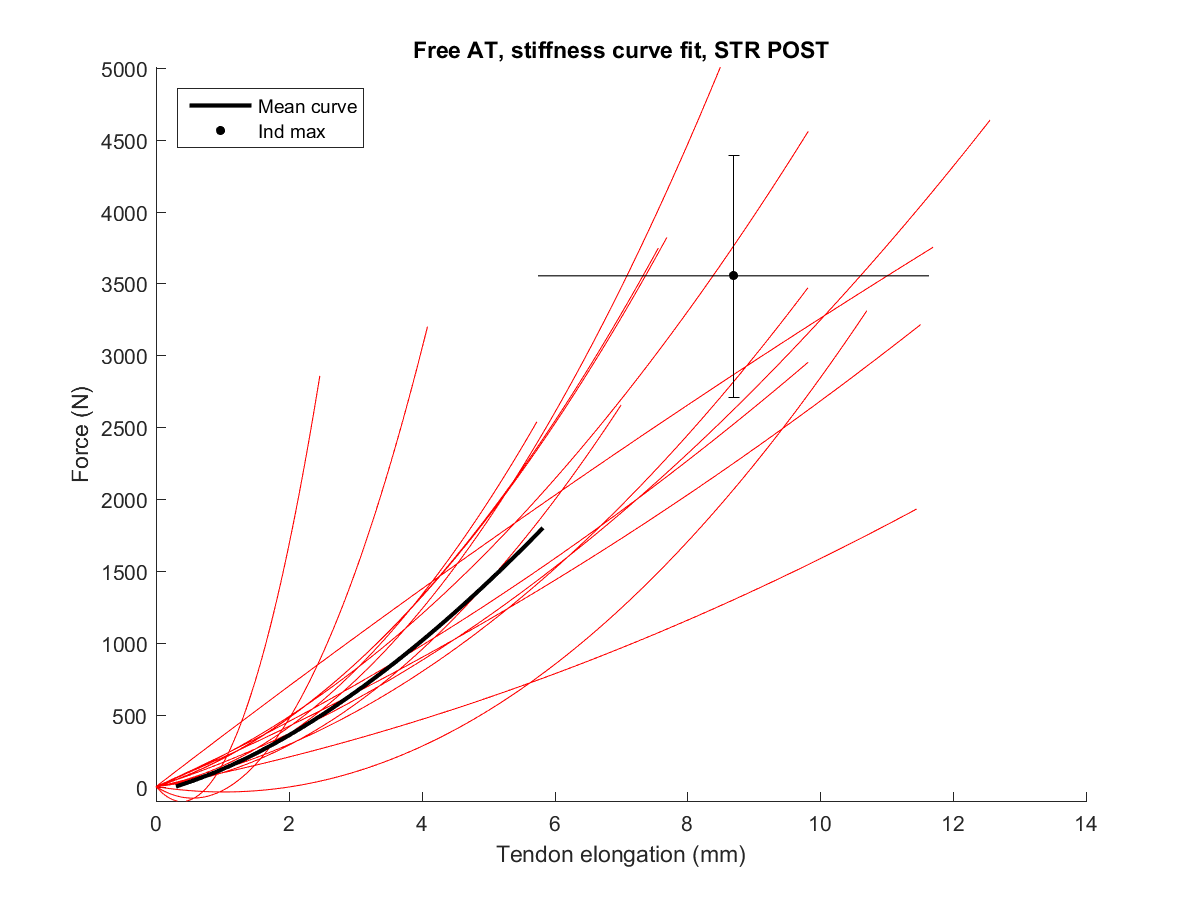 Free AT, stiffness curve fit, STR POST
5000
4500
4000
3500
3000
2500
2000
1500
1000
500
0
Mean curve
Ind max
Force (N)
0 2 4 6 8 10 12 14
Tendon elongation (mm)